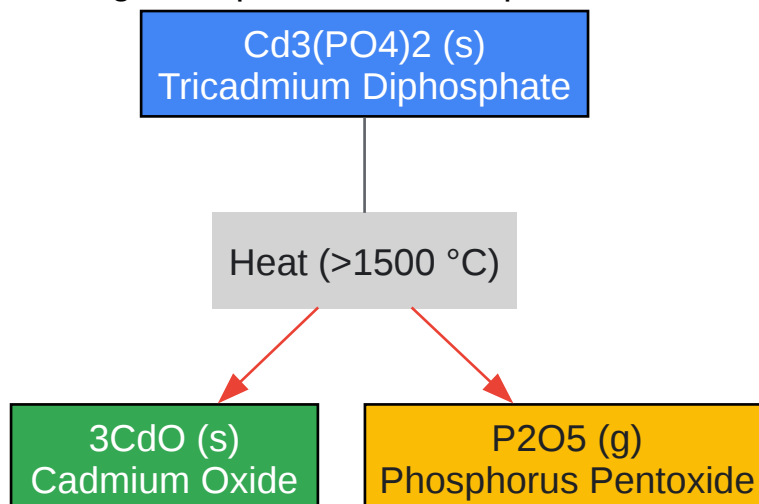 Cd3(PO4)2 (s)
Tricadmium Diphosphate
Heat (>1500 °C)
3CdO (s)
Cadmium Oxide
P2O5 (g)
Phosphorus Pentoxide